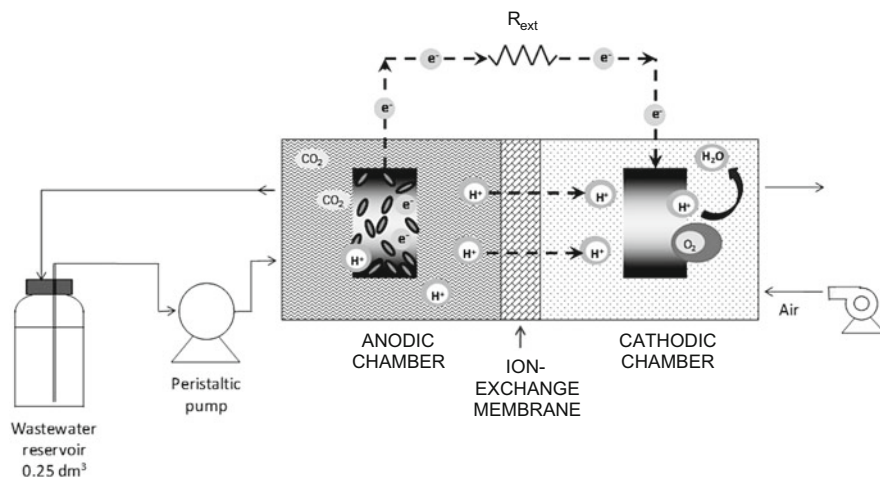 R_ext
e⁻
e⁻
e⁻
e⁻
CO₂
CO₂
e⁻
e⁻
H⁺
H⁺
H⁺
H⁺
H⁺
H⁺
H₂O
H⁺
O₂
Air
ANODIC
CHAMBER
CATHODIC
CHAMBER
ION-
EXCHANGE
MEMBRANE
Peristaltic
pump
Wastewater
reservoir
0.25 dm³